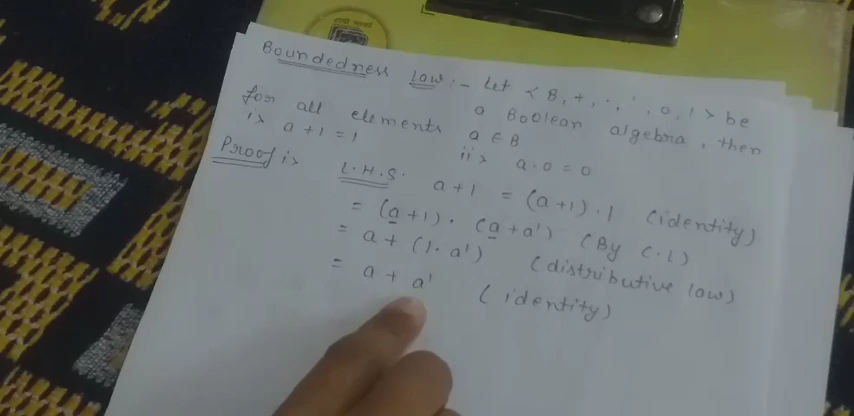 Boundedness Law :- Let < B, +, ·, ', 0, 1 > be
a Boolean algebra, then
for all elements a ∈ B
i> a + 1 = 1 ii> a · 0 = 0
Proof i>
L.H.S. a + 1 = (a + 1) · 1 (identity)
= (a + 1) · (a + a') (By C.L)
= a + (1 · a') (distributive law)
= a + a' (identity)